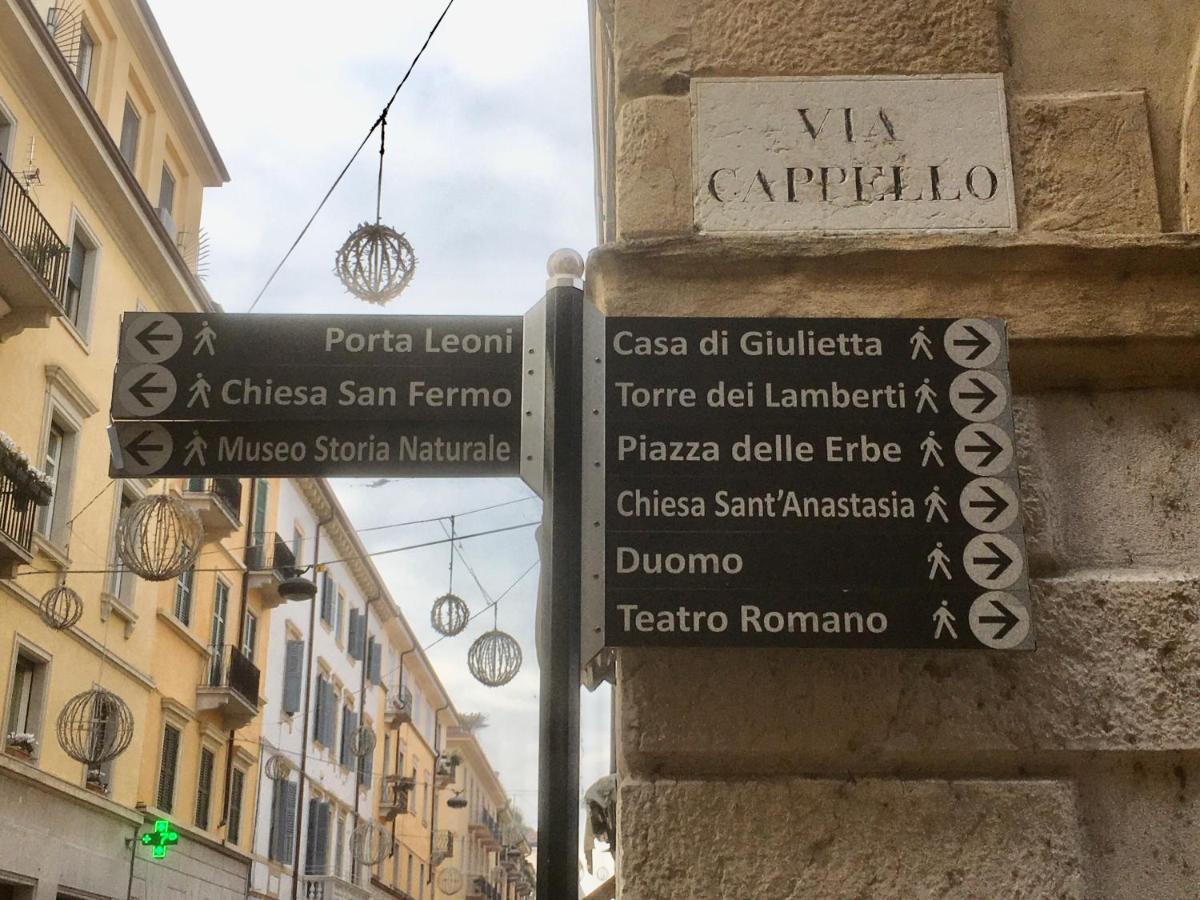 VIA
CAPPELLO
Porta Leoni
Chiesa San Fermo
Museo Storia Naturale
Casa di Giulietta
Torre dei Lamberti
Piazza delle Erbe
Chiesa Sant'Anastasia
Duomo
Teatro Romano